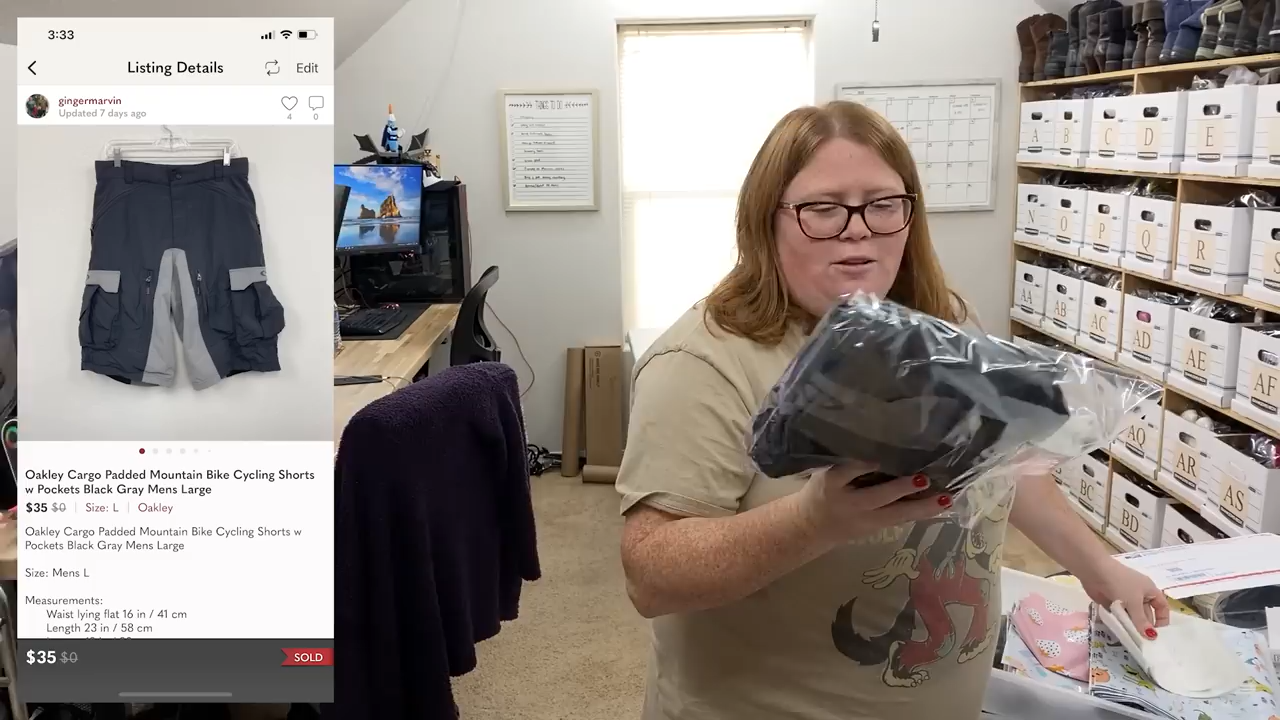 3:33
Listing Details
Edit
gingermarvin
Updated 7 days ago
4
0
Oakley Cargo Padded Mountain Bike Cycling Shorts
w Pockets Black Gray Mens Large
$35 $0 | Size: L | Oakley
Oakley Cargo Padded Mountain Bike Cycling Shorts w
Pockets Black Gray Mens Large
Size: Mens L
Measurements:
Waist lying flat 16 in / 41 cm
Length 23 in / 58 cm
$35 $0
SOLD
THINGS TO DO
A
B
C
D
E
N
O
P
Q
R
S
AA
AB
AC
AD
AE
AF
AQ
AR
AS
BC
BD